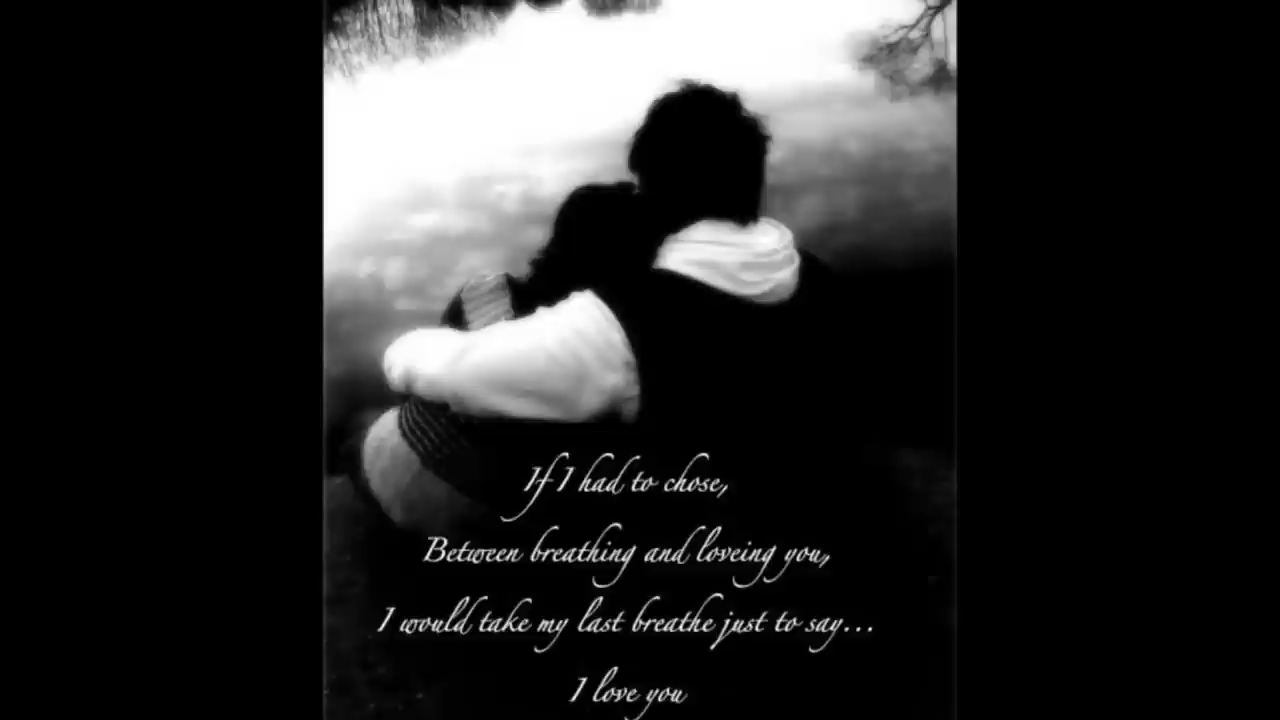 If I had to chose,
Between breathing and loveing you,
I would take my last breathe just to say...
I love you